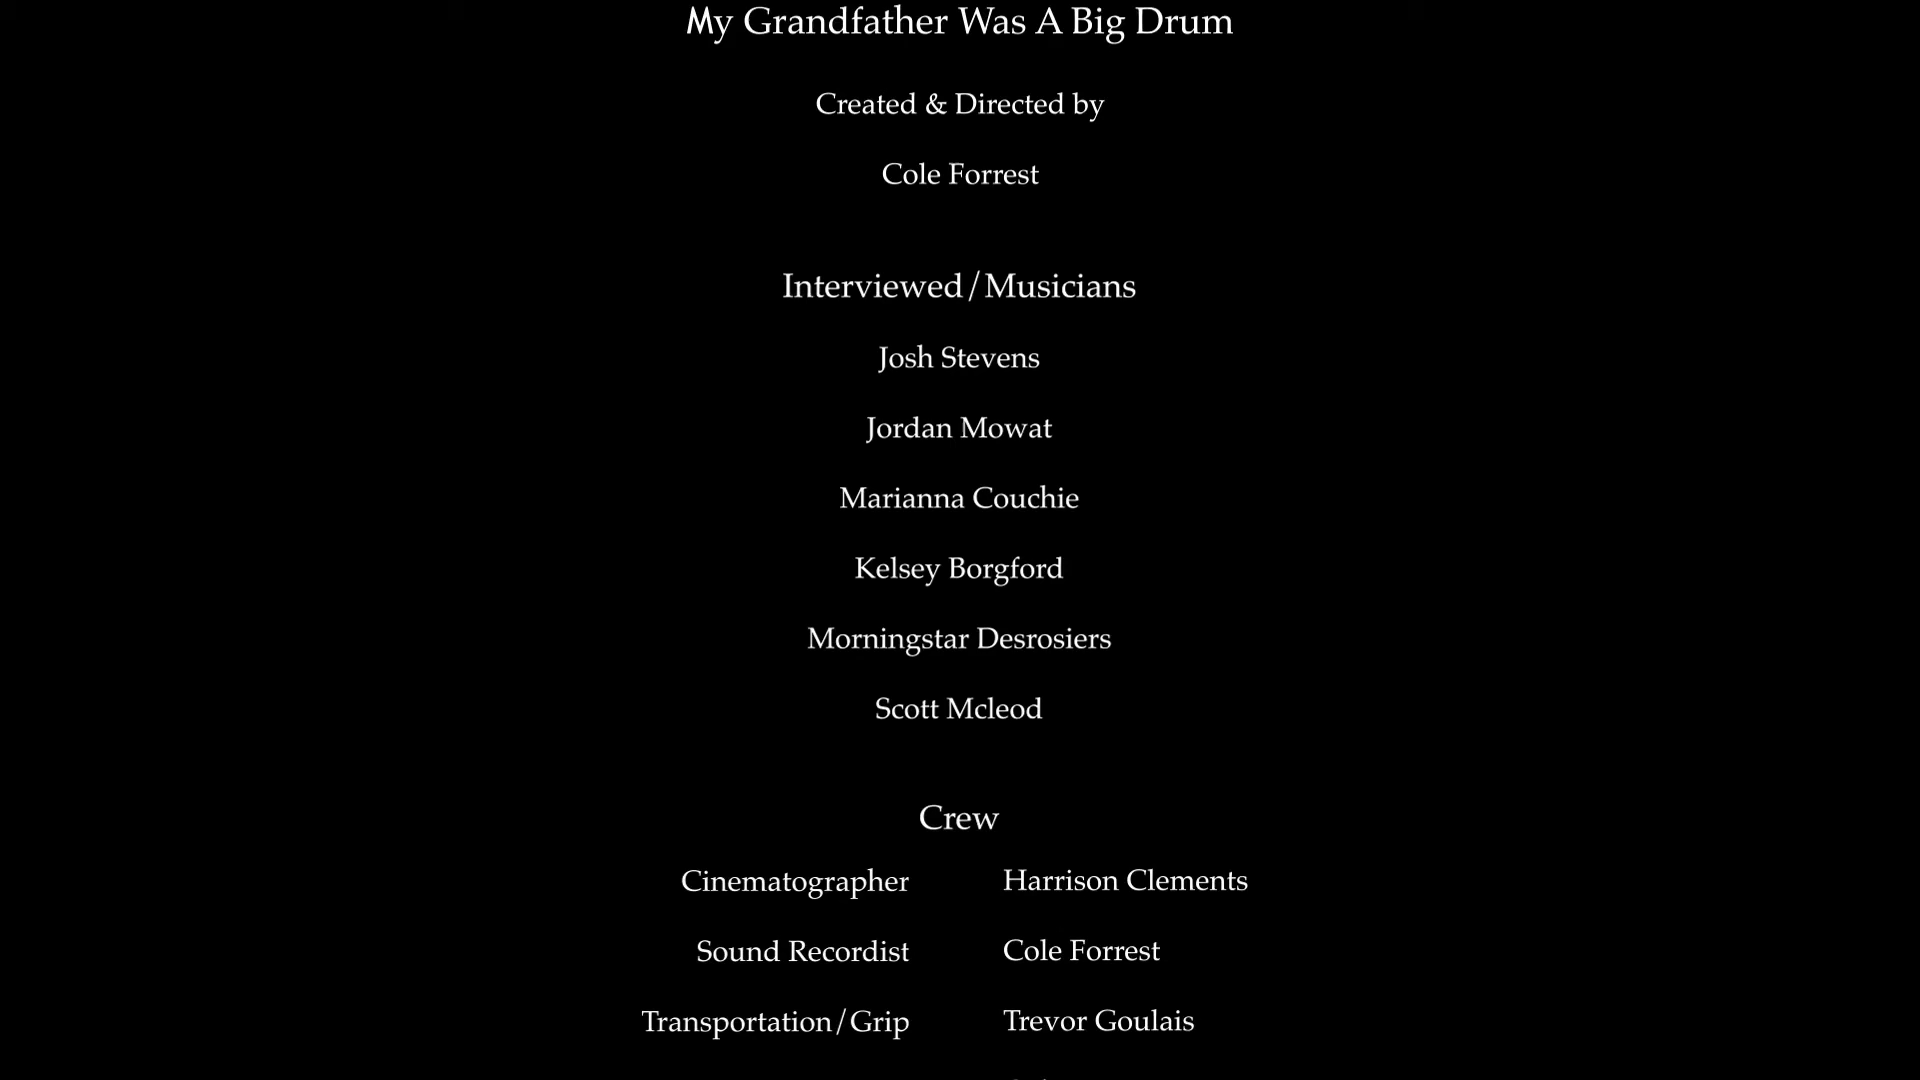 My Grandfather Was A Big Drum
Created & Directed by
Cole Forrest
Interviewed/Musicians
Josh Stevens
Jordan Mowat
Marianna Couchie
Kelsey Borgford
Morningstar Desrosiers
Scott Mcleod
Crew
Cinematographer Harrison Clements
Sound Recordist Cole Forrest
Transportation/Grip Trevor Goulais